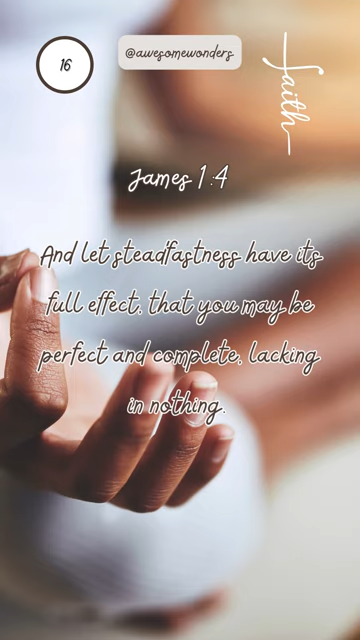 16
@awesomewonders
faith
James 1:4
And let steadfastness have its
full effect, that you may be
perfect and complete, lacking
in nothing.